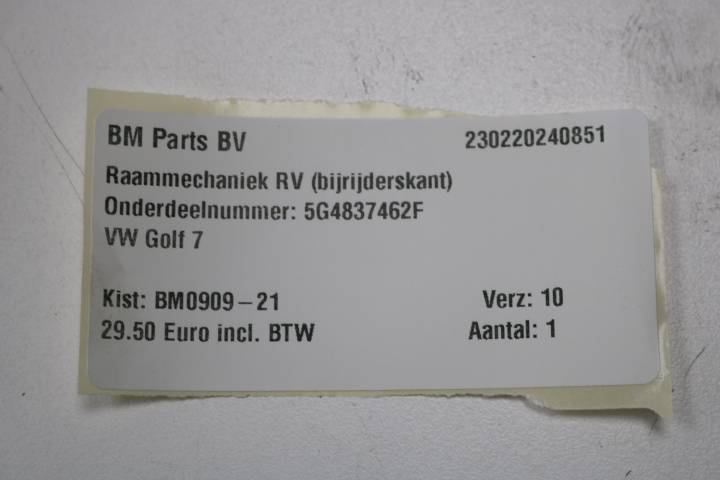 BM Parts BV 230220240851
Raammechaniek RV (bijrijderskant)
Onderdeelnummer: 5G4837462F
VW Golf 7
Kist: BM0909-21 Verz: 10
29.50 Euro incl. BTW Aantal: 1